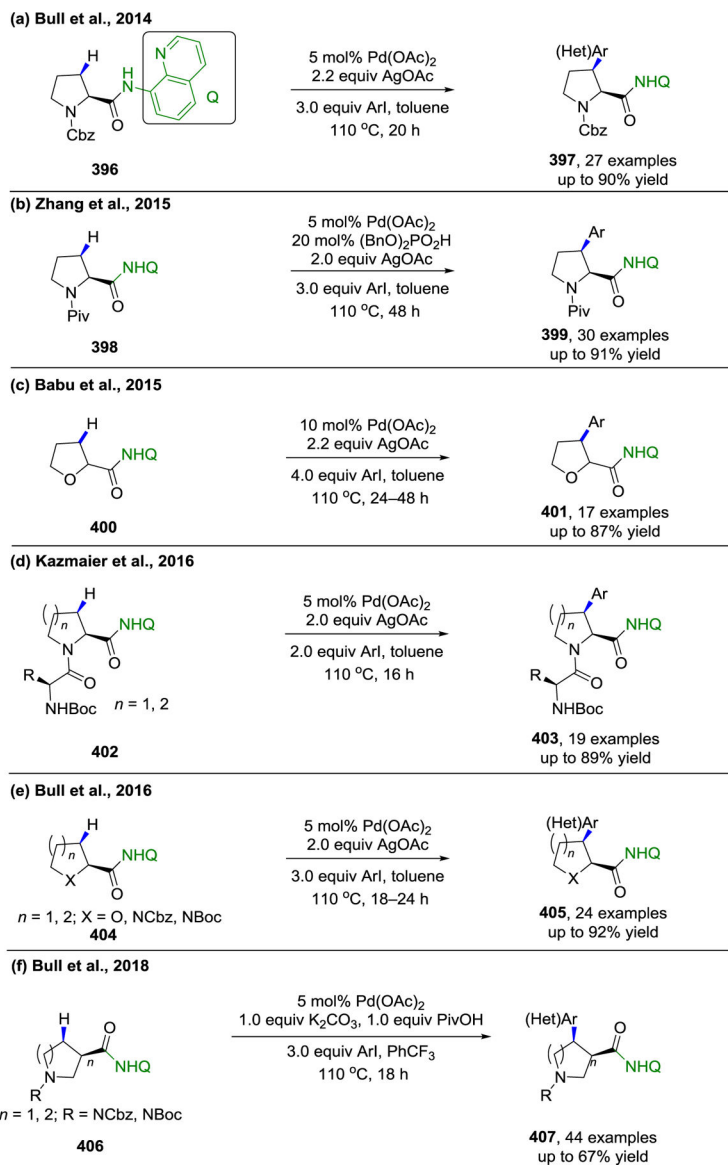 (a) Bull et al., 2014
H
N
H
N
Q
N
O
Cbz
396
5 mol% Pd(OAc)2
2.2 equiv AgOAc
3.0 equiv ArI, toluene
110 ºC, 20 h
(Het)Ar
NHQ
N
O
Cbz
397, 27 examples
up to 90% yield
(b) Zhang et al., 2015
H
NHQ
N
O
Piv
398
5 mol% Pd(OAc)2
20 mol% (BnO)2PO2H
2.0 equiv AgOAc
3.0 equiv ArI, toluene
110 ºC, 48 h
Ar
NHQ
N
O
Piv
399, 30 examples
up to 91% yield
(c) Babu et al., 2015
H
NHQ
O
O
400
10 mol% Pd(OAc)2
2.2 equiv AgOAc
4.0 equiv ArI, toluene
110 ºC, 24–48 h
Ar
NHQ
O
O
401, 17 examples
up to 87% yield
(d) Kazmaier et al., 2016
H
( )n
NHQ
N
O
R
O
NHBoc
n = 1, 2
402
5 mol% Pd(OAc)2
2.0 equiv AgOAc
2.0 equiv ArI, toluene
110 ºC, 16 h
Ar
( )n
NHQ
N
O
R
O
NHBoc
403, 19 examples
up to 89% yield
(e) Bull et al., 2016
H
( )n
NHQ
X
O
n = 1, 2; X = O, NCbz, NBoc
404
5 mol% Pd(OAc)2
2.0 equiv AgOAc
3.0 equiv ArI, toluene
110 ºC, 18–24 h
(Het)Ar
( )n
NHQ
X
O
405, 24 examples
up to 92% yield
(f) Bull et al., 2018
H
O
( )n
NHQ
N
R
n = 1, 2; R = NCbz, NBoc
406
5 mol% Pd(OAc)2
1.0 equiv K2CO3, 1.0 equiv PivOH
3.0 equiv ArI, PhCF3
110 ºC, 18 h
(Het)Ar
O
( )n
NHQ
N
R
407, 44 examples
up to 67% yield